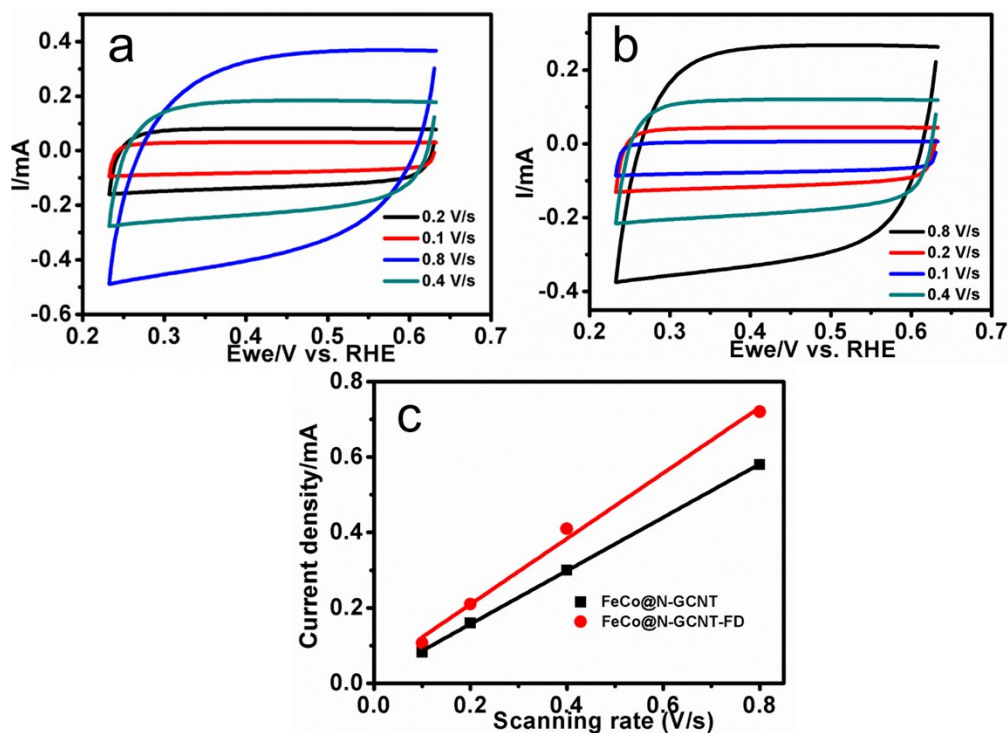 a
0.4
0.2
0.0
-0.2
-0.4
-0.6
I/mA
0.2 V/s
0.1 V/s
0.8 V/s
0.4 V/s
0.2 0.3 0.4 0.5 0.6 0.7
Ewe/V vs. RHE
b
0.2
0.0
-0.2
-0.4
I/mA
0.8 V/s
0.2 V/s
0.1 V/s
0.4 V/s
0.2 0.3 0.4 0.5 0.6 0.7
Ewe/V vs. RHE
c
0.8
0.6
0.4
0.2
0.0
Current density/mA
FeCo@N-GCNT
FeCo@N-GCNT-FD
0.0 0.2 0.4 0.6 0.8
Scanning rate (V/s)